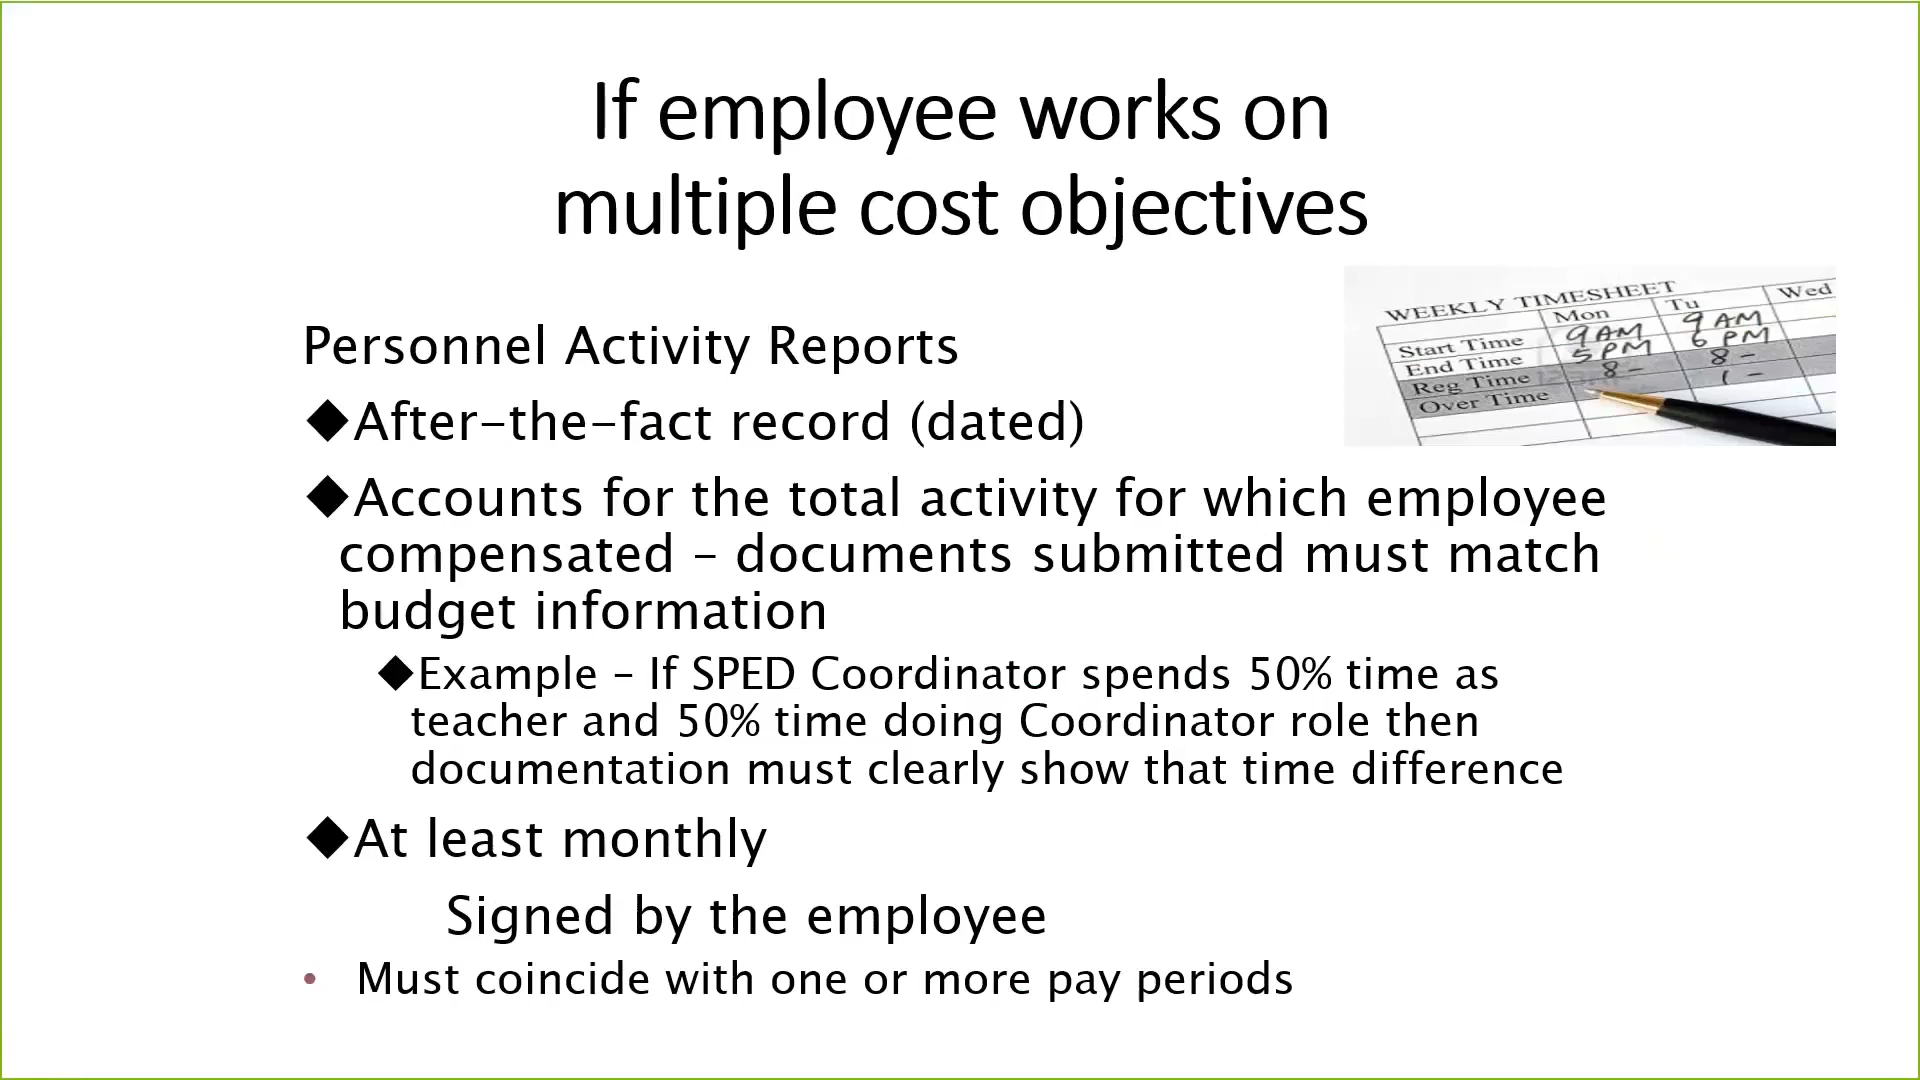 If employee works on
multiple cost objectives
WEEKLY TIMESHEET
Mon Tu Wed
Start Time 9AM 9AM
End Time 5PM 6PM
Reg Time 8- 8-
Over Time 1-
Personnel Activity Reports
◆After-the-fact record (dated)
◆Accounts for the total activity for which employee
compensated – documents submitted must match
budget information
◆Example – If SPED Coordinator spends 50% time as
teacher and 50% time doing Coordinator role then
documentation must clearly show that time difference
◆At least monthly
Signed by the employee
• Must coincide with one or more pay periods